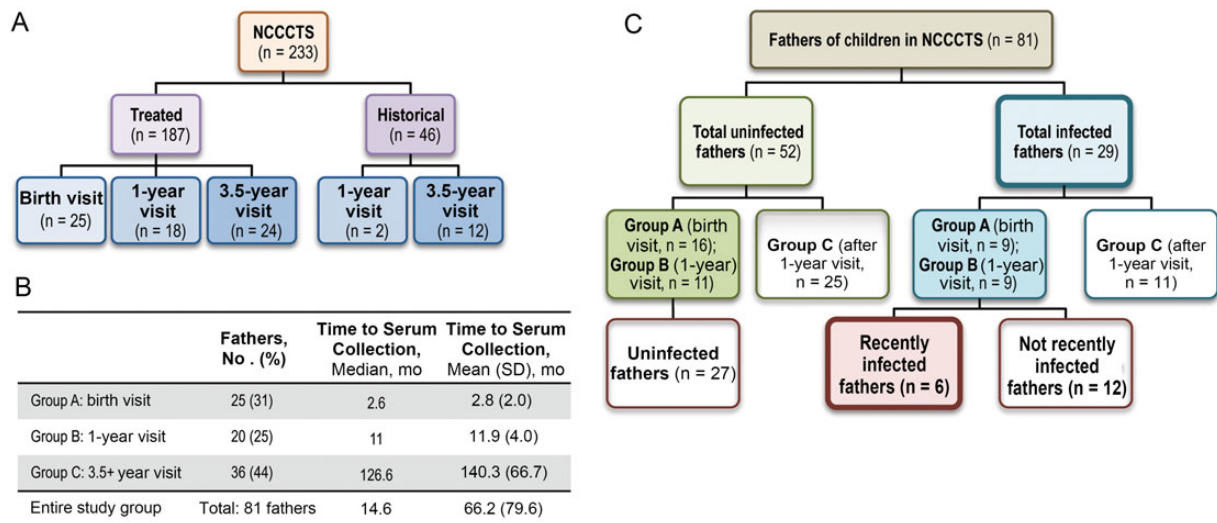 A
NCCCTS
(n = 233)
Treated
(n = 187)
Historical
(n = 46)
Birth visit
(n = 25)
1-year
visit
(n = 18)
3.5-year
visit
(n = 24)
1-year
visit
(n = 2)
3.5-year
visit
(n = 12)
B
Fathers,
No . (%)
Time to Serum
Collection,
Median, mo
Time to Serum
Collection,
Mean (SD), mo
Group A: birth visit 25 (31) 2.6 2.8 (2.0)
Group B: 1-year visit 20 (25) 11 11.9 (4.0)
Group C: 3.5+ year visit 36 (44) 126.6 140.3 (66.7)
Entire study group Total: 81 fathers 14.6 66.2 (79.6)
C
Fathers of children in NCCCTS (n = 81)
Total uninfected
fathers (n = 52)
Total infected
fathers (n = 29)
Group A (birth
visit, n = 16);
Group B (1-year)
visit, n = 11)
Group C (after
1-year visit,
n = 25)
Group A (birth
visit, n = 9);
Group B (1-year)
visit, n = 9)
Group C (after
1-year visit,
n = 11)
Uninfected
fathers (n = 27)
Recently
infected
fathers (n = 6)
Not recently
infected
fathers (n = 12)